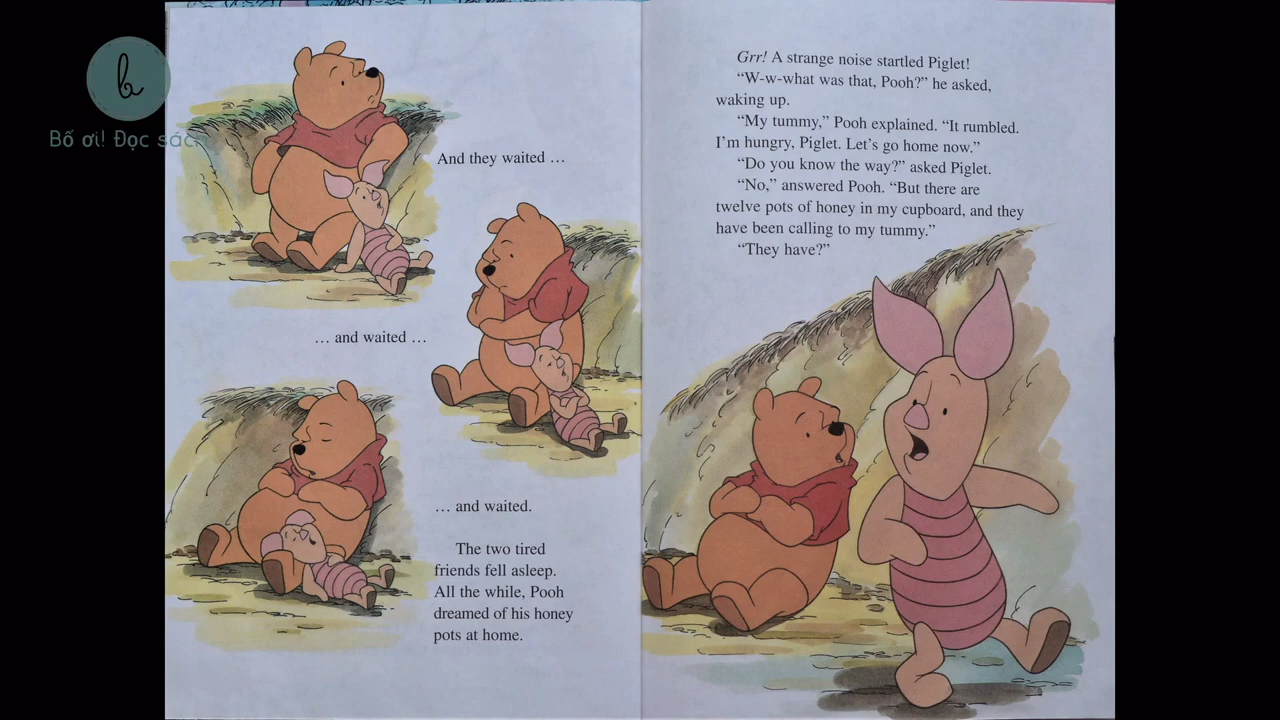 b
Bố ơi! Đọc sách
And they waited …
… and waited …
… and waited.
The two tired
friends fell asleep.
All the while, Pooh
dreamed of his honey
pots at home.
Grr! A strange noise startled Piglet!
“W-w-what was that, Pooh?” he asked,
waking up.
“My tummy,” Pooh explained. “It rumbled.
I’m hungry, Piglet. Let’s go home now.”
“Do you know the way?” asked Piglet.
“No,” answered Pooh. “But there are
twelve pots of honey in my cupboard, and they
have been calling to my tummy.”
“They have?”